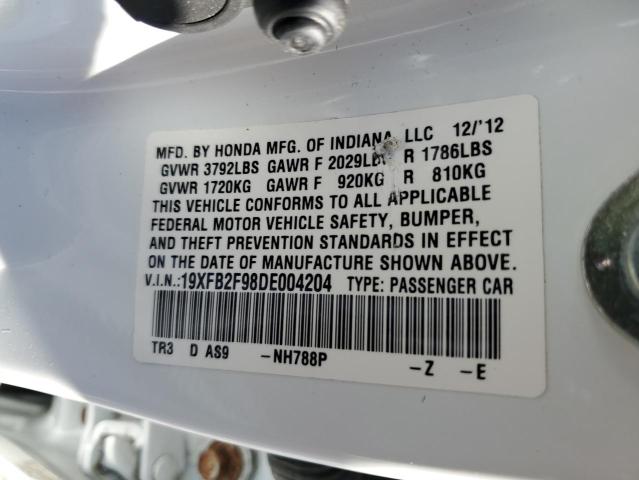 MFD. BY HONDA MFG. OF INDIANA, LLC 12/'12
GVWR 3792LBS GAWR F 2029LBS R 1786LBS
GVWR 1720KG GAWR F 920KG R 810KG
THIS VEHICLE CONFORMS TO ALL APPLICABLE
FEDERAL MOTOR VEHICLE SAFETY, BUMPER,
AND THEFT PREVENTION STANDARDS IN EFFECT
ON THE DATE OF MANUFACTURE SHOWN ABOVE.
V.I.N.:19XFB2F98DE004204 TYPE: PASSENGER CAR
TR3 D AS9 -NH788P -Z -E